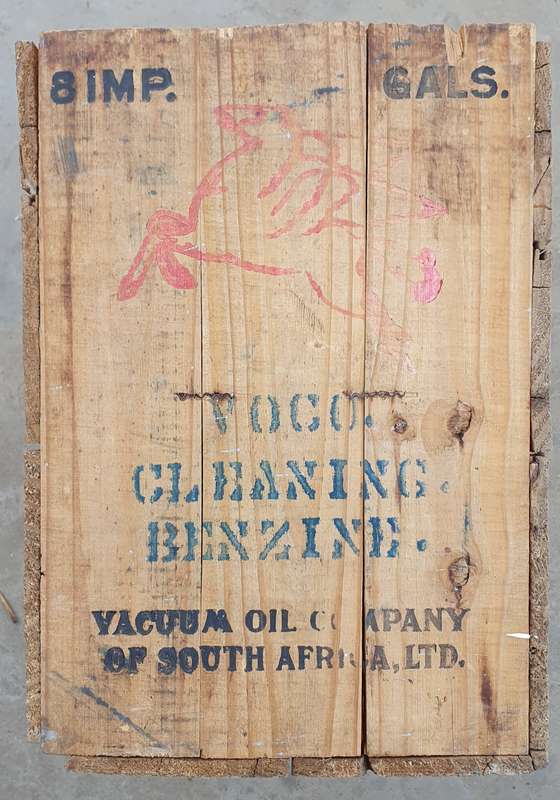 8 IMP. GALS.
VOCO.
CLEANING.
BENZINE.
VACUUM OIL COMPANY
OF SOUTH AFRICA, LTD.